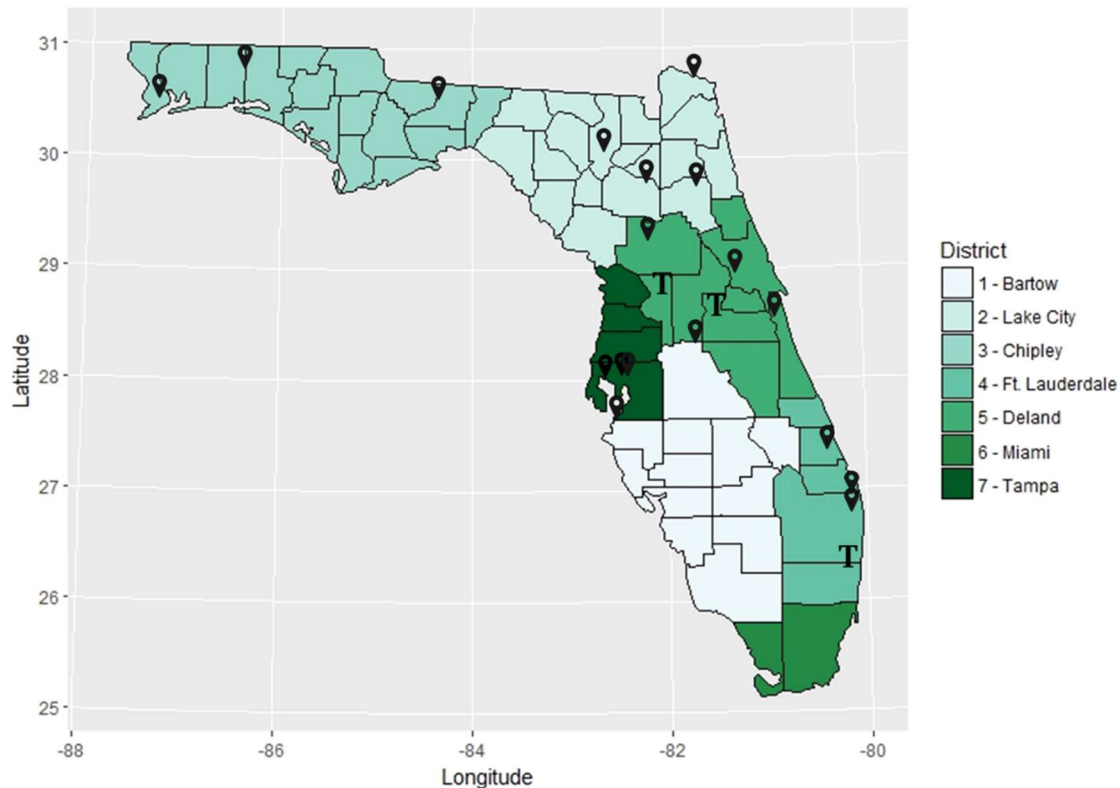 31
30
29
28
27
26
25
Latitude
-88
-86
-84
-82
-80
Longitude
T
T
T
District
1 - Bartow
2 - Lake City
3 - Chipley
4 - Ft. Lauderdale
5 - Deland
6 - Miami
7 - Tampa